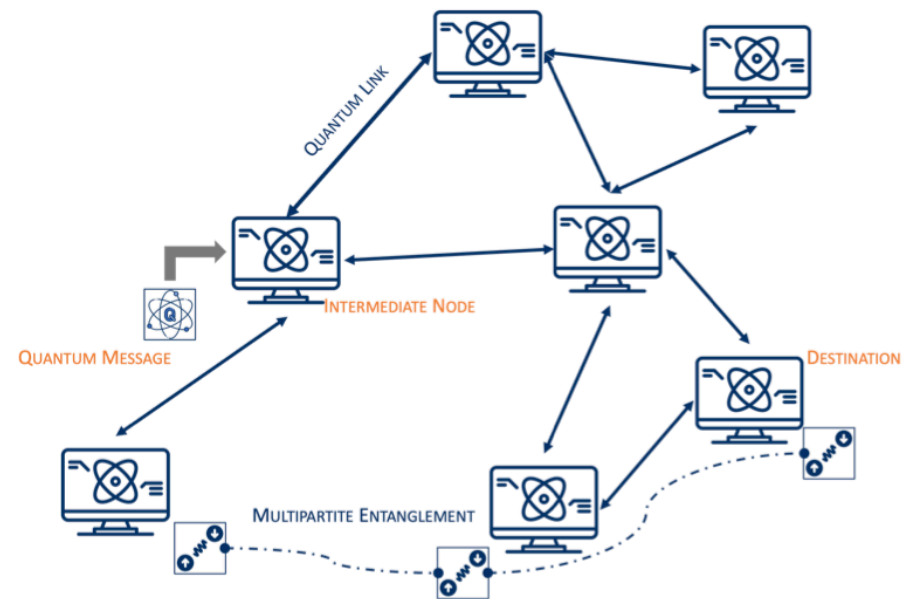 QUANTUM LINK
INTERMEDIATE NODE
Q
QUANTUM MESSAGE
DESTINATION
MULTIPARTITE ENTANGLEMENT